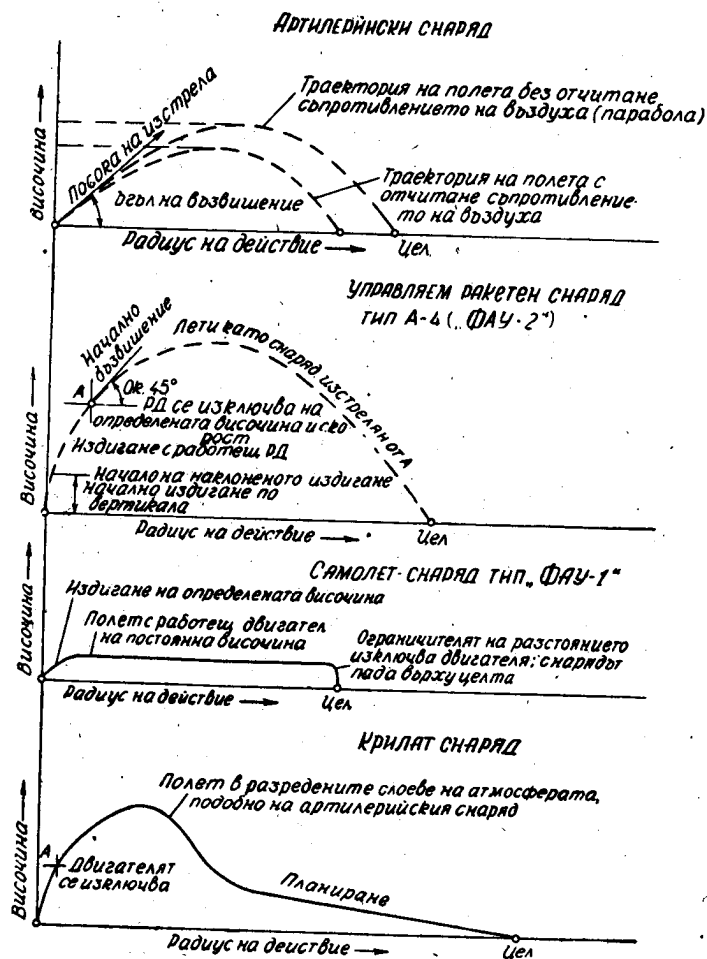 АРТИЛЕРИЙСКИ СНАРЯД
Височина
Посока на изстрела
Траектория на полета без отчитане
съпротивлението на въздуха (парабола)
Траектория на полета с
отчитане съпротивление-
то на въздуха
Ъгъл на възвишение
Радиус на действие
Цел
УПРАВЛЯЕМ РАКЕТЕН СНАРЯД
ТИП А-4 („ФАУ-2“)
Височина
Начално
възвишение
Лети като снаряд изстрелян от А
А
Ок. 45°
РД се изключва на
определената височина и ско
рост
Издигане с работещ РД
Начало на наклоненото издигане
Начално издигане по
вертикала
Радиус на действие
Цел
САМОЛЕТ-СНАРЯД ТИП „ФАУ-1“
Височина
Издигане на определената височина
Полет с работещ двигател
на постоянна височина
Ограничителят на разстоянието
изключва двигателя; снарядът
пада върху целта
Радиус на действие
Цел
КРИЛАТ СНАРЯД
Височина
Полет в разредените слоеве на атмосферата,
подобно на артилерийския снаряд
А
Двигателят
се изключва
Планиране
Радиус на действие
Цел